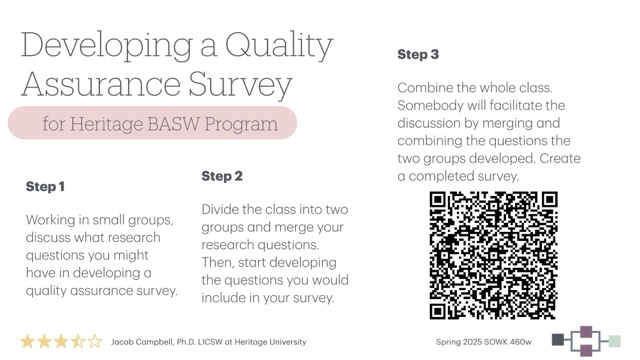 Developing a Quality
Assurance Survey
for Heritage BASW Program
Step 1
Working in small groups,
discuss what research
questions you might
have in developing a
quality assurance survey.
Step 2
Divide the class into two
groups and merge your
research questions.
Then, start developing
the questions you would
include in your survey.
Step 3
Combine the whole class.
Somebody will facilitate the
discussion by merging and
combining the questions the
two groups developed. Create
a completed survey.
Jacob Campbell, Ph.D. LICSW at Heritage University
Spring 2025 SOWK 460w